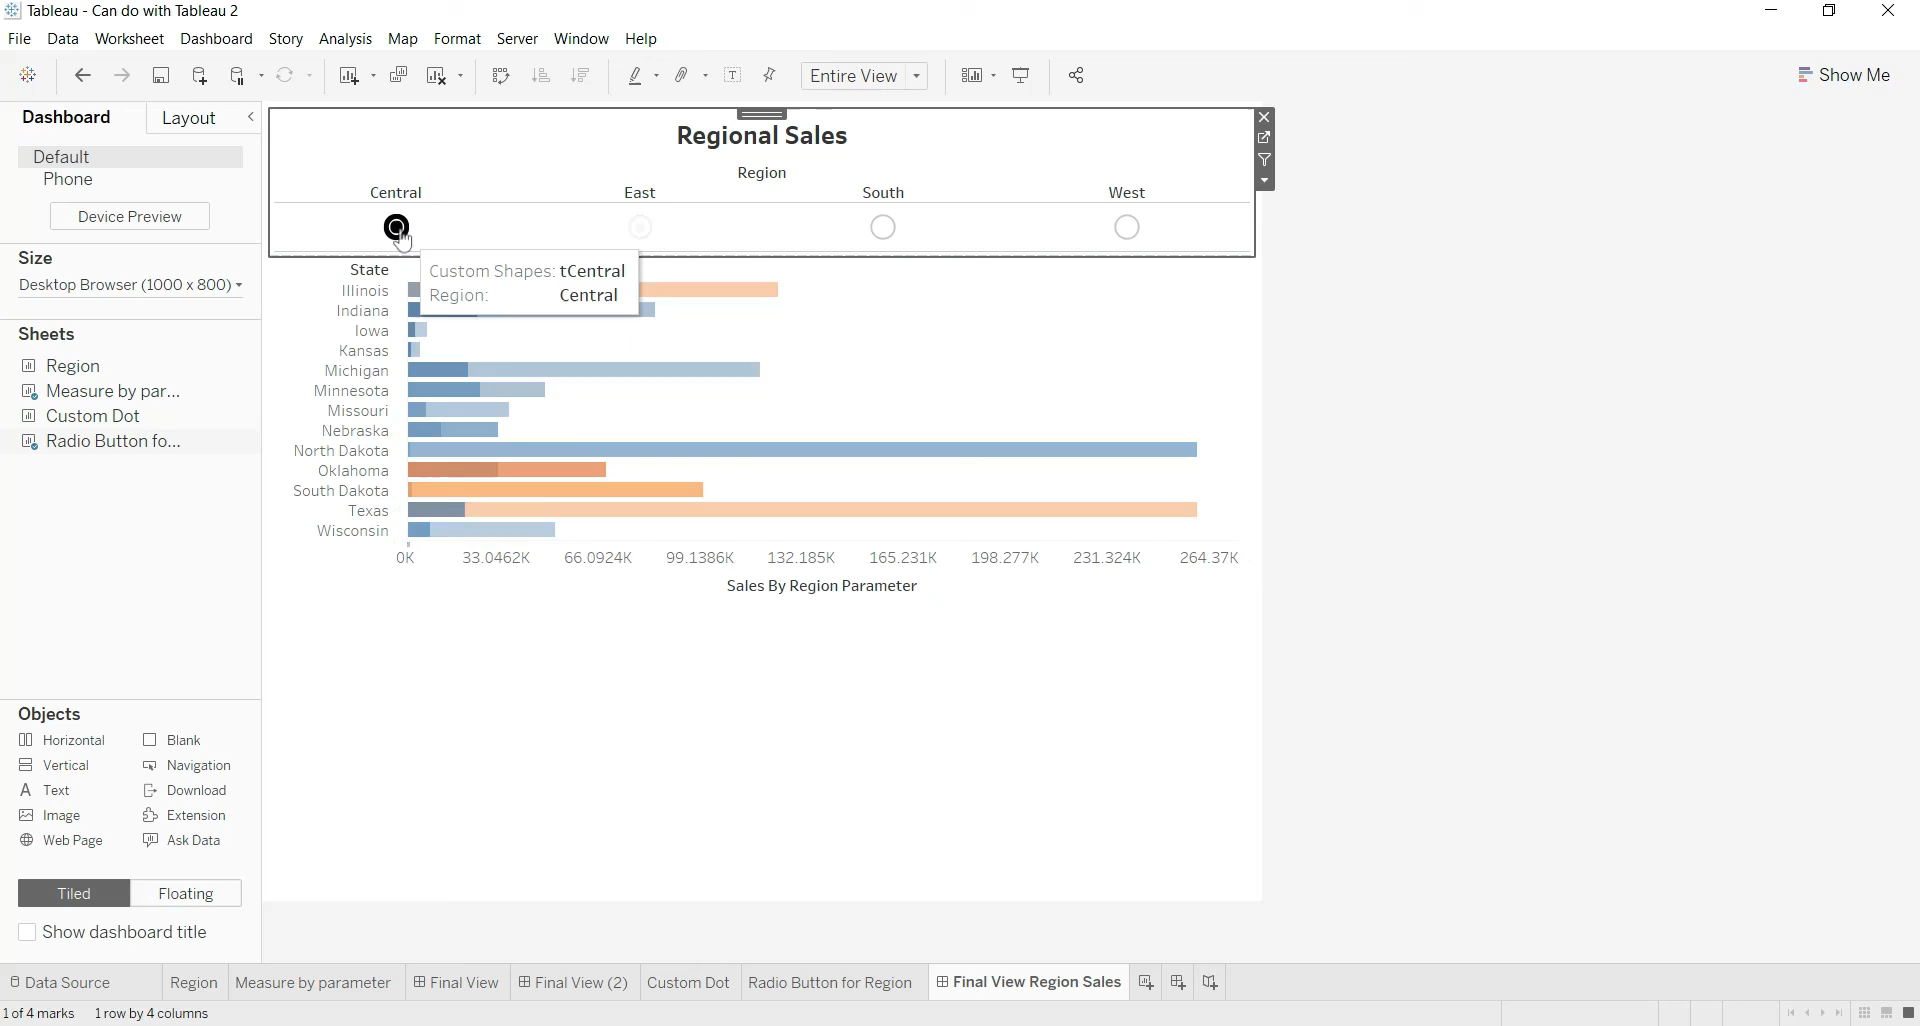 Tableau - Can do with Tableau 2
File Data Worksheet Dashboard Story Analysis Map Format Server Window Help
Entire View
Show Me
Dashboard Layout
Default
Phone
Device Preview
Size
Desktop Browser (1000 x 800)
Sheets
Region
Measure by par...
Custom Dot
Radio Button fo...
Objects
Horizontal Blank
Vertical Navigation
Text Download
Image Extension
Web Page Ask Data
Tiled Floating
Show dashboard title
Regional Sales
Region
Central East South West
Custom Shapes: tCentral
Region: Central
State
Illinois
Indiana
Iowa
Kansas
Michigan
Minnesota
Missouri
Nebraska
North Dakota
Oklahoma
South Dakota
Texas
Wisconsin
0K 33.0462K 66.0924K 99.1386K 132.185K 165.231K 198.277K 231.324K 264.37K
Sales By Region Parameter
Data Source Region Measure by parameter Final View Final View (2) Custom Dot Radio Button for Region Final View Region Sales
1 of 4 marks 1 row by 4 columns